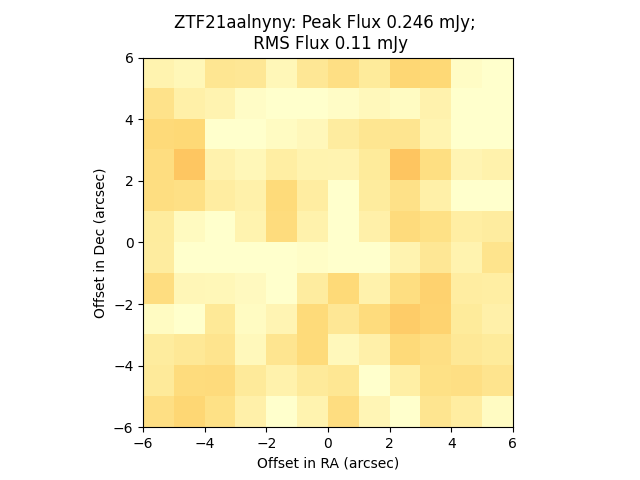 ZTF21aalnyny: Peak Flux 0.246 mJy;
RMS Flux 0.11 mJy
6
4
2
0
−2
−4
−6
Offset in Dec (arcsec)
−6 −4 −2 0 2 4 6
Offset in RA (arcsec)